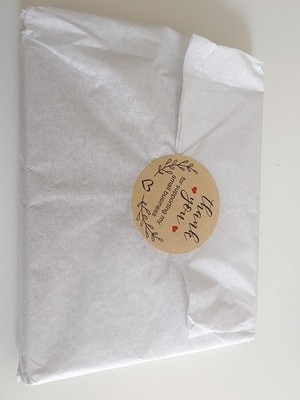 thank
you
for supporting my
small business